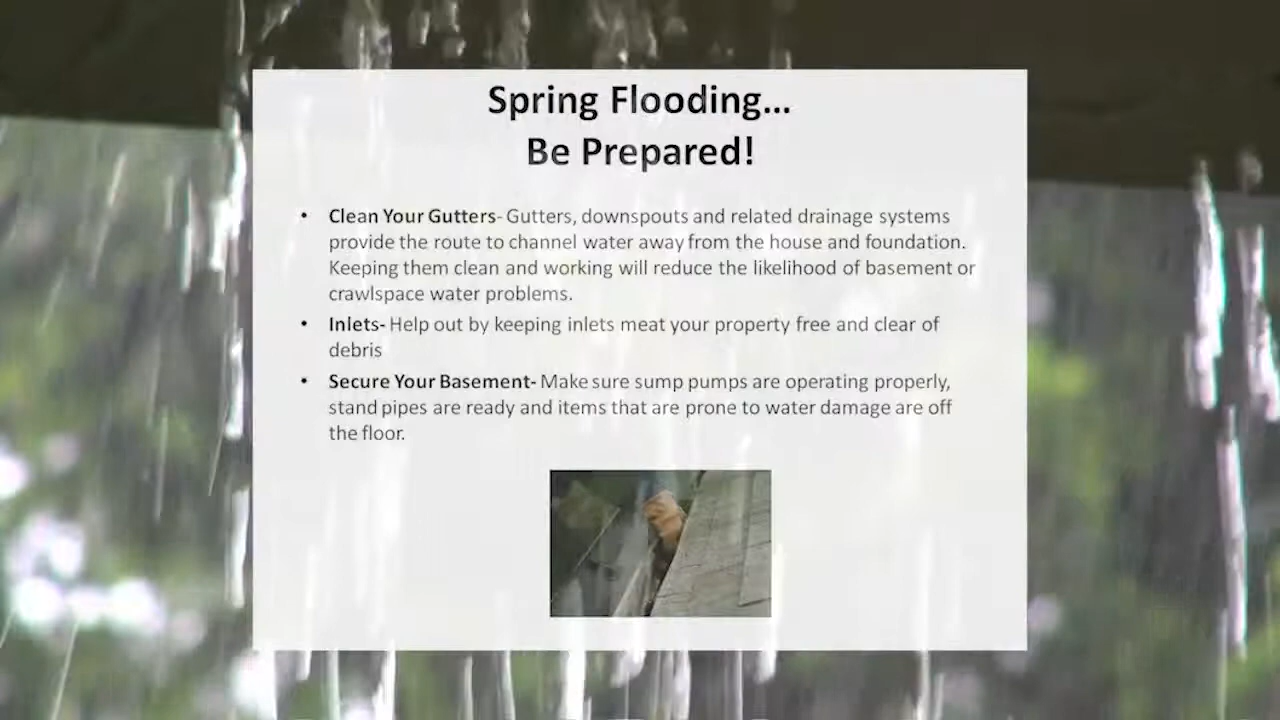 Spring Flooding...
Be Prepared!
• Clean Your Gutters- Gutters, downspouts and related drainage systems
provide the route to channel water away from the house and foundation.
Keeping them clean and working will reduce the likelihood of basement or
crawlspace water problems.
• Inlets- Help out by keeping inlets meat your property free and clear of
debris
• Secure Your Basement- Make sure sump pumps are operating properly,
stand pipes are ready and items that are prone to water damage are off
the floor.